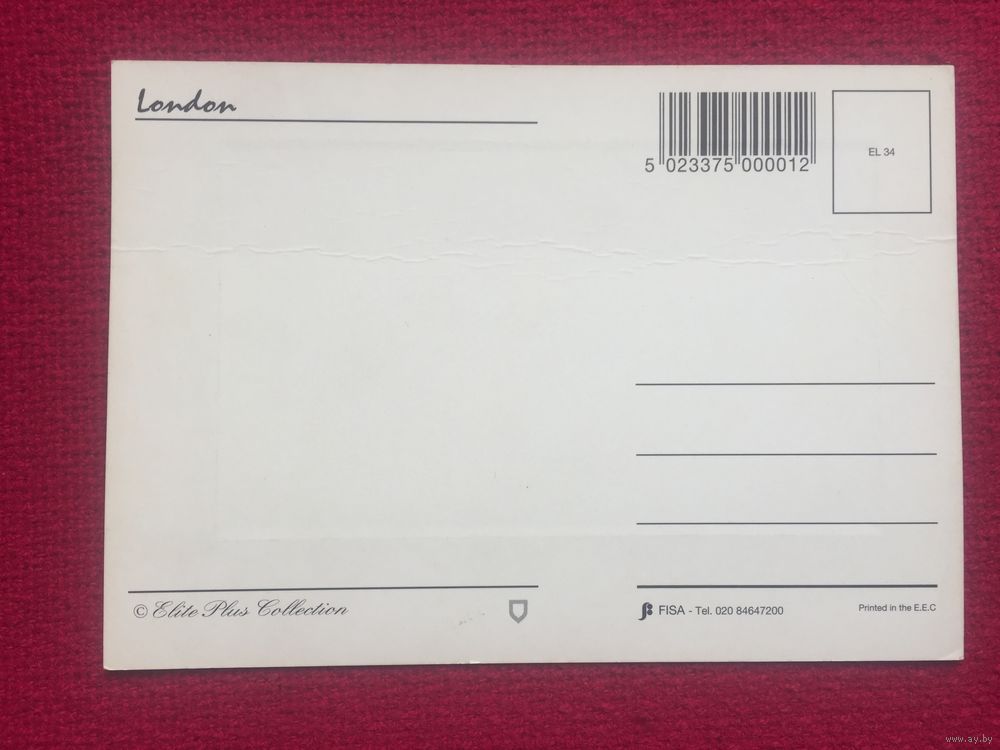 London
5 023375 000012
EL 34
© Elite Plus Collection
FISA - Tel. 020 84647200
Printed in the E.E.C
www.ay.by